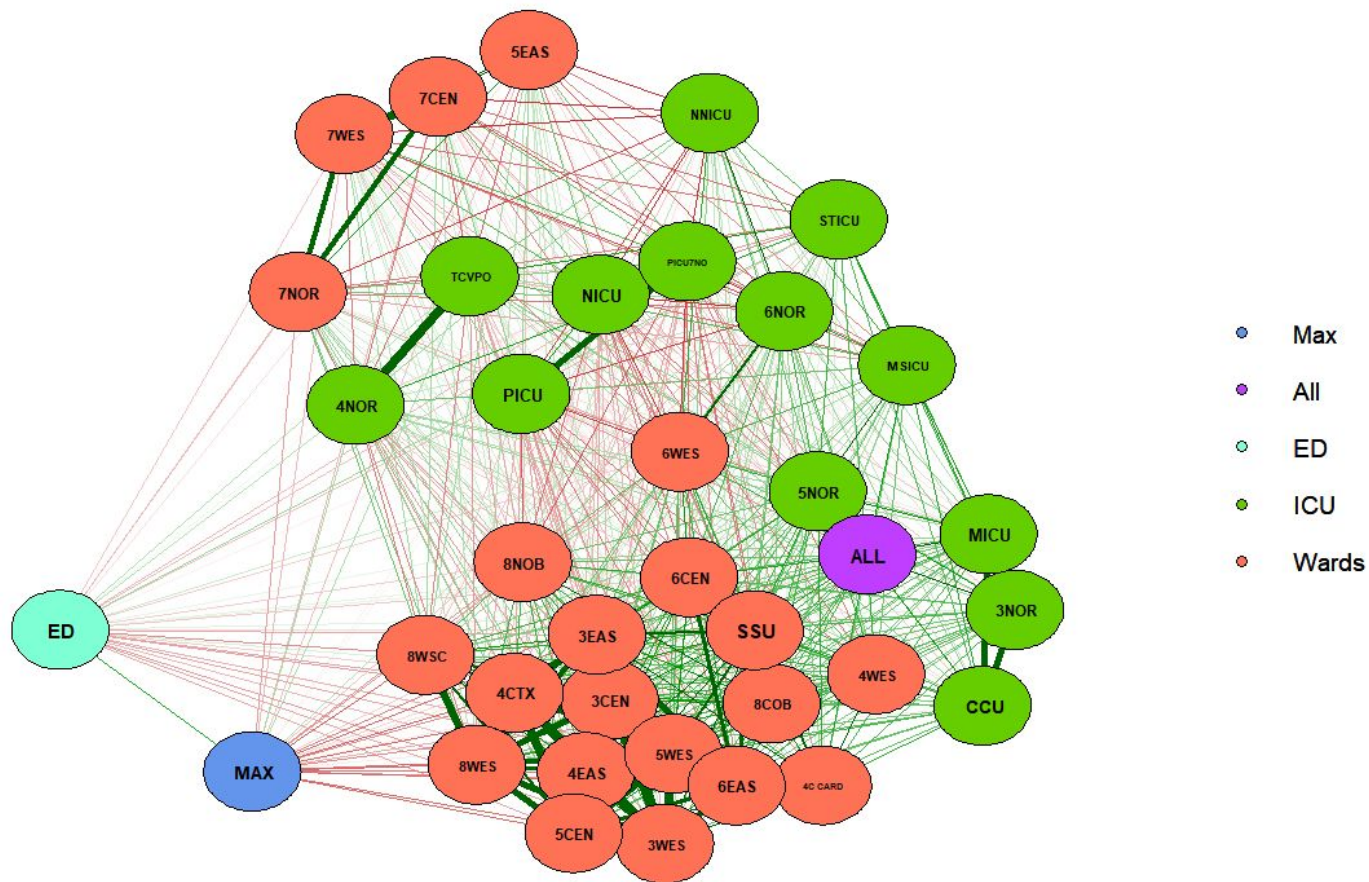 5EAS
7CEN
7WES
NNICU
STICU
PICU7NO
TCVPO
NICU
7NOR
6NOR
MSICU
PICU
4NOR
6WES
5NOR
MICU
ALL
8NOB
6CEN
3NOR
ED
SSU
3EAS
8WSC
4WES
4CTX
3CEN
8COB
CCU
5WES
8WES
4EAS
MAX
6EAS
4C CARD
5CEN
3WES
Max
All
ED
ICU
Wards